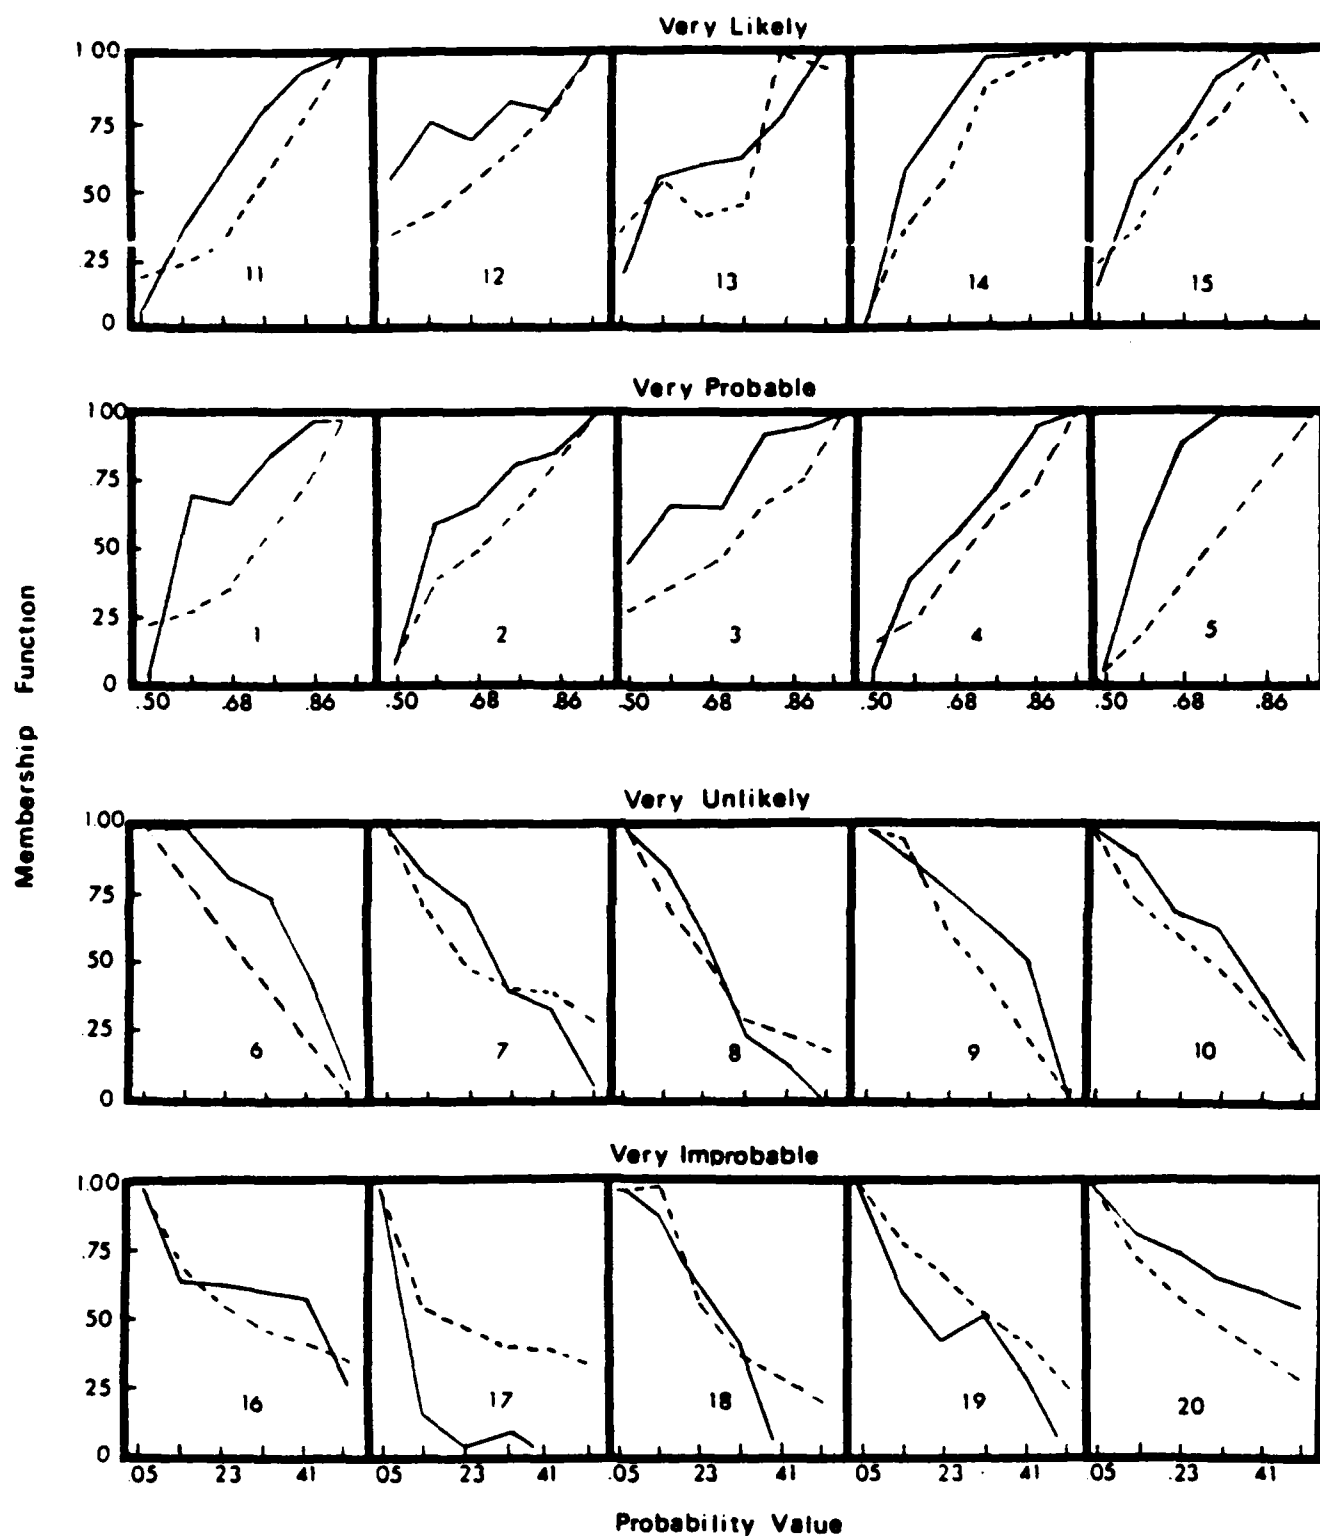 Very Likely
1 00
75
50
.25
0
11 12 13 14 15
Very Probable
1 00
.75
50
25
0
1 2 3 4 5
.50 .68 .86 .50 .68 .86 .50 .68 .86 .50 .68 .86 .50 .68 .86
Membership Function
Very Unlikely
1.00
75
50
.25
0
6 7 8 9 10
Very Improbable
1.00
.75
50
25
0
16 17 18 19 20
.05 23 41 .05 23 41 .05 .23 41 .05 23 41 .05 .23 41
Probability Value